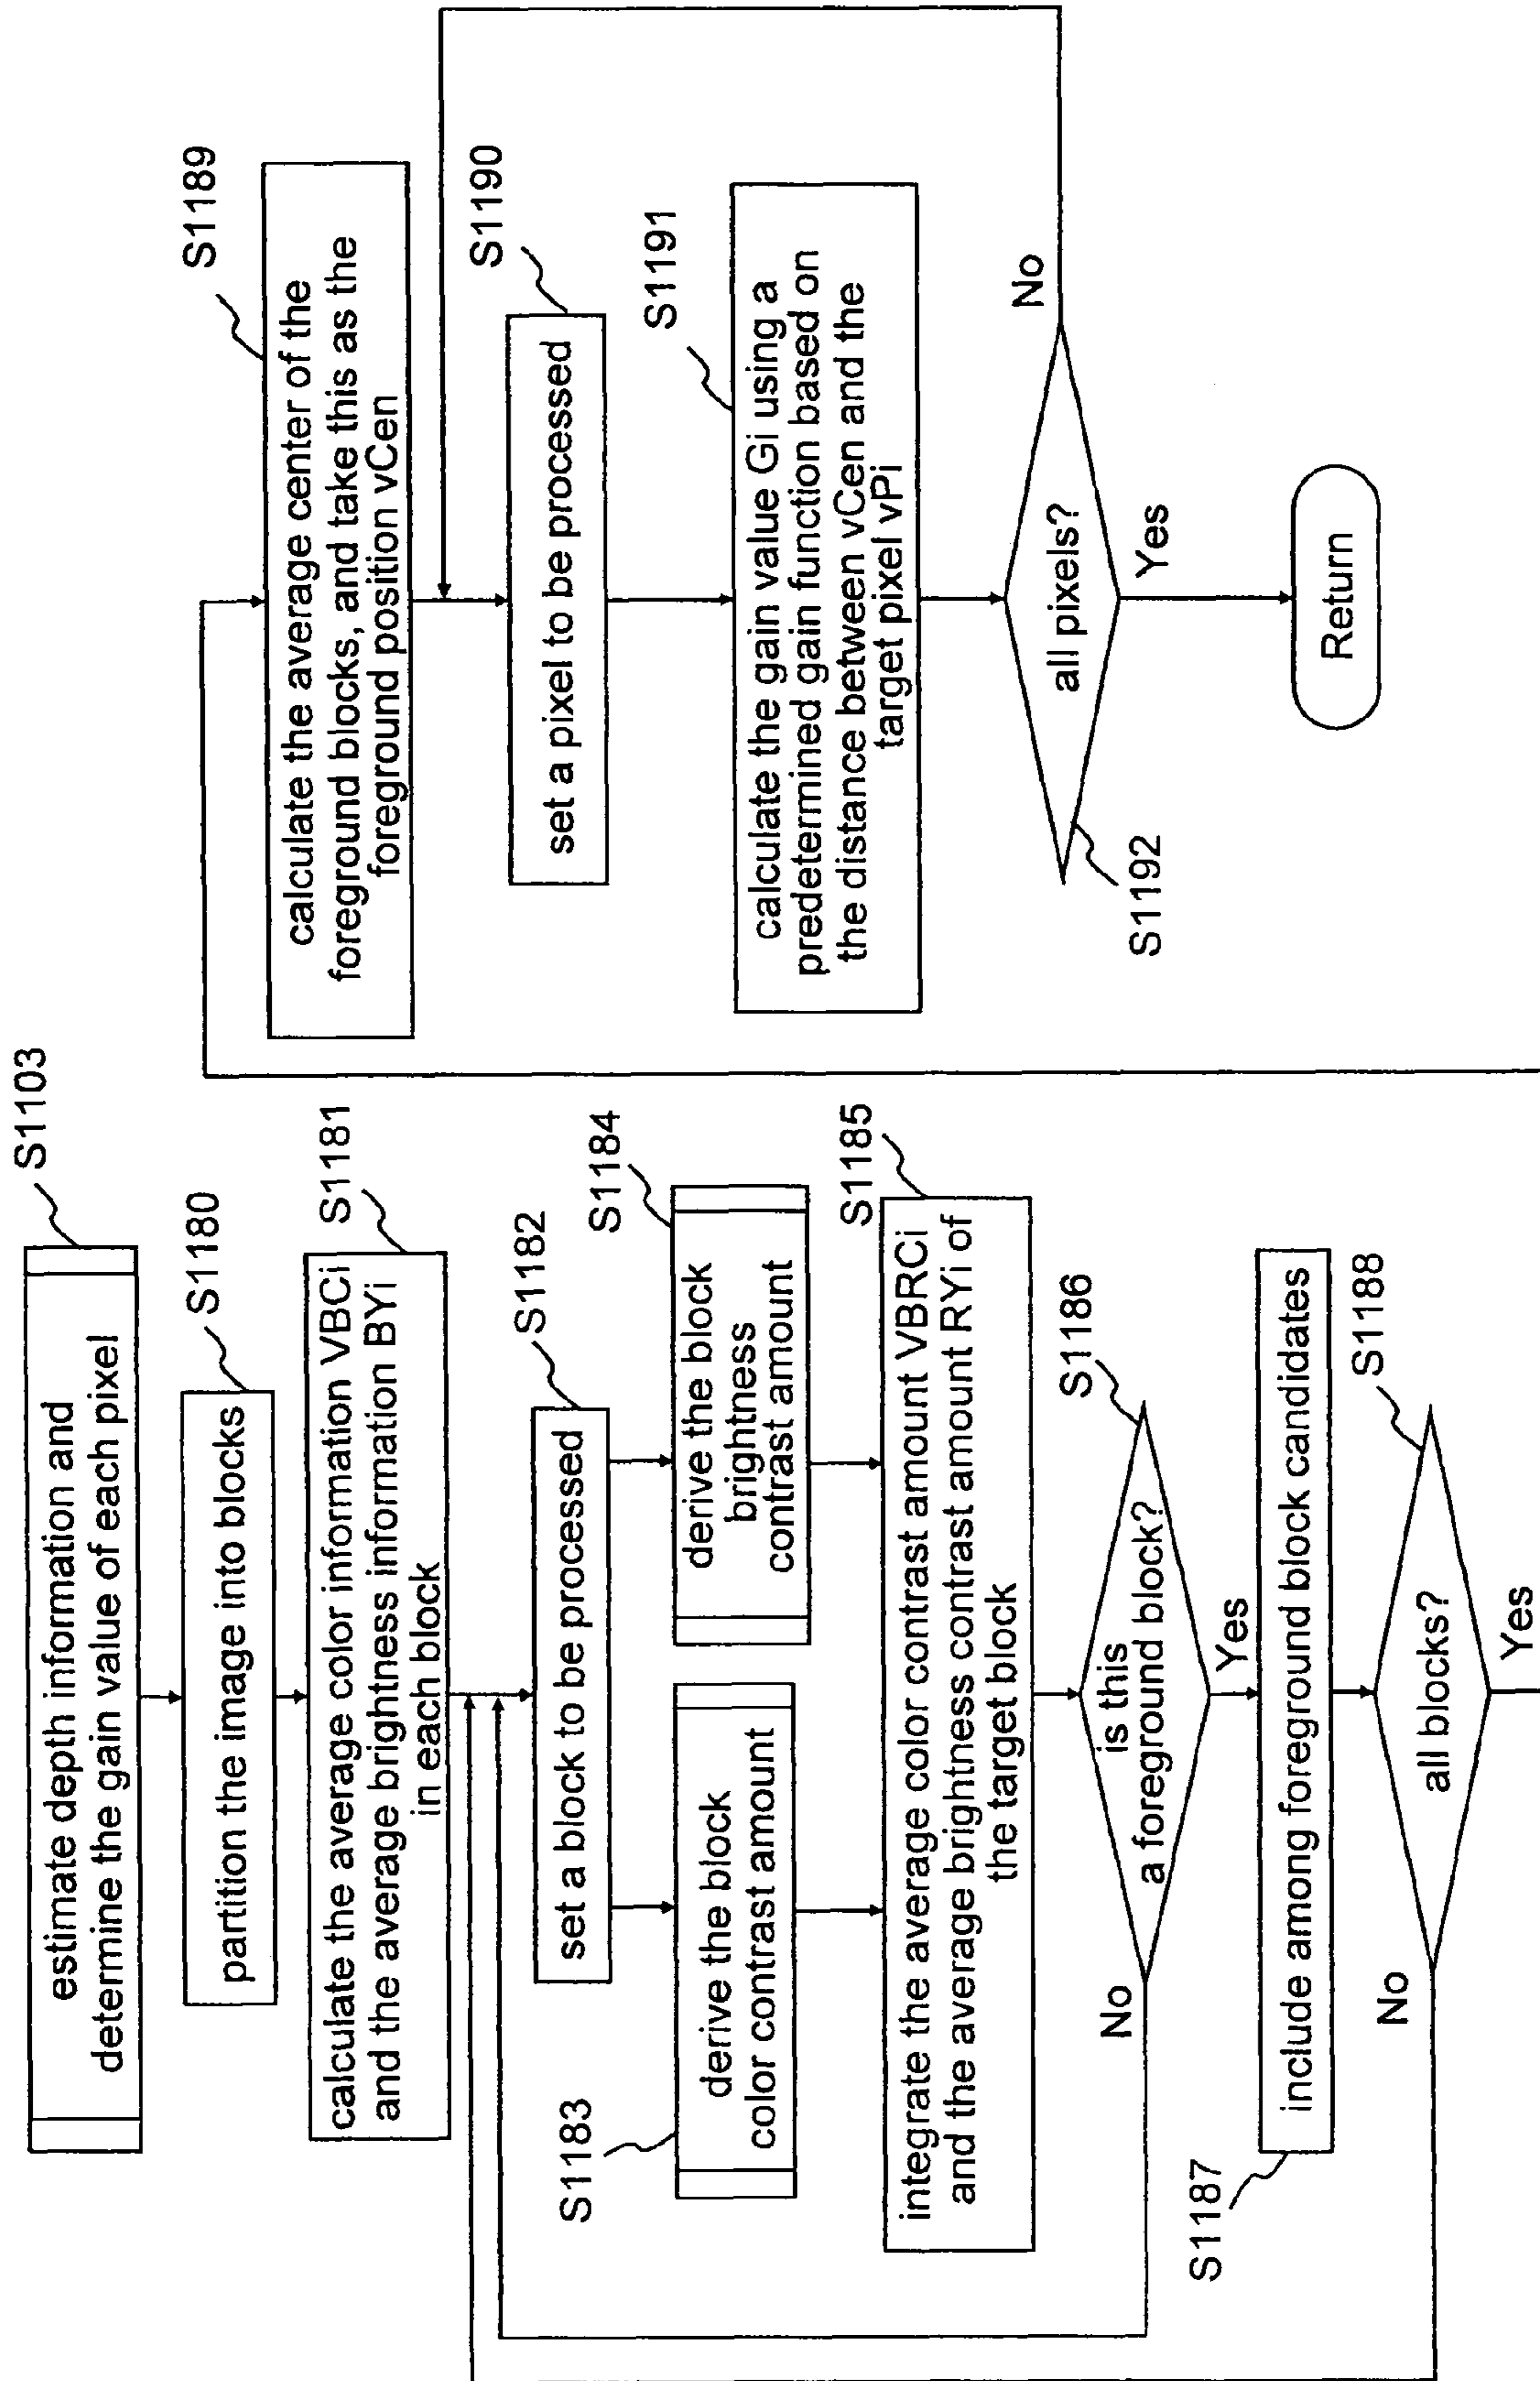 S1103
estimate depth information and
determine the gain value of each pixel
S1180
partition the image into blocks
S1181
calculate the average color information VBCi
and the average brightness information BYi
in each block
S1182
set a block to be processed
S1183
derive the block
color contrast amount
S1184
derive the block
brightness
contrast amount
S1185
integrate the average color contrast amount VBRCi
and the average brightness contrast amount RYi of
the target block
S1186
is this
a foreground block?
No
Yes
S1187
include among foreground block candidates
S1188
all blocks?
No
Yes
S1189
calculate the average center of the
foreground blocks, and take this as the
foreground position vCen
S1190
set a pixel to be processed
S1191
calculate the gain value Gi using a
predetermined gain function based on
the distance between vCen and the
target pixel vPi
S1192
all pixels?
No
Yes
Return